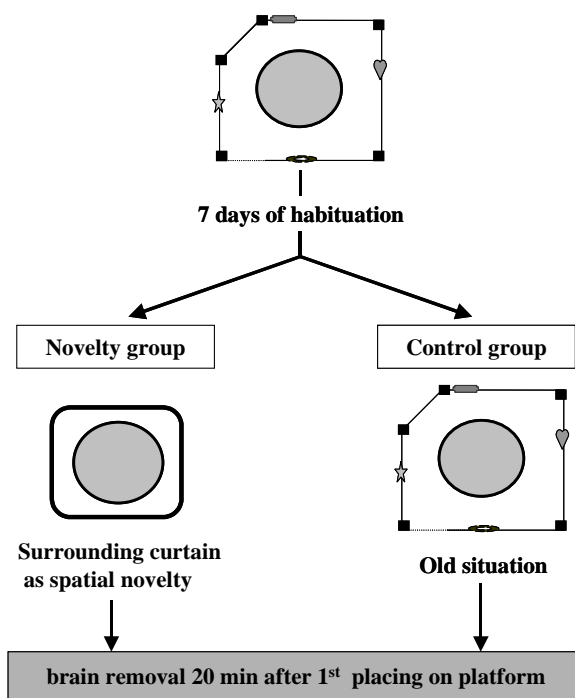 7 days of habituation
Novelty group
Control group
Surrounding curtain
as spatial novelty
Old situation
brain removal 20 min after 1st placing on platform